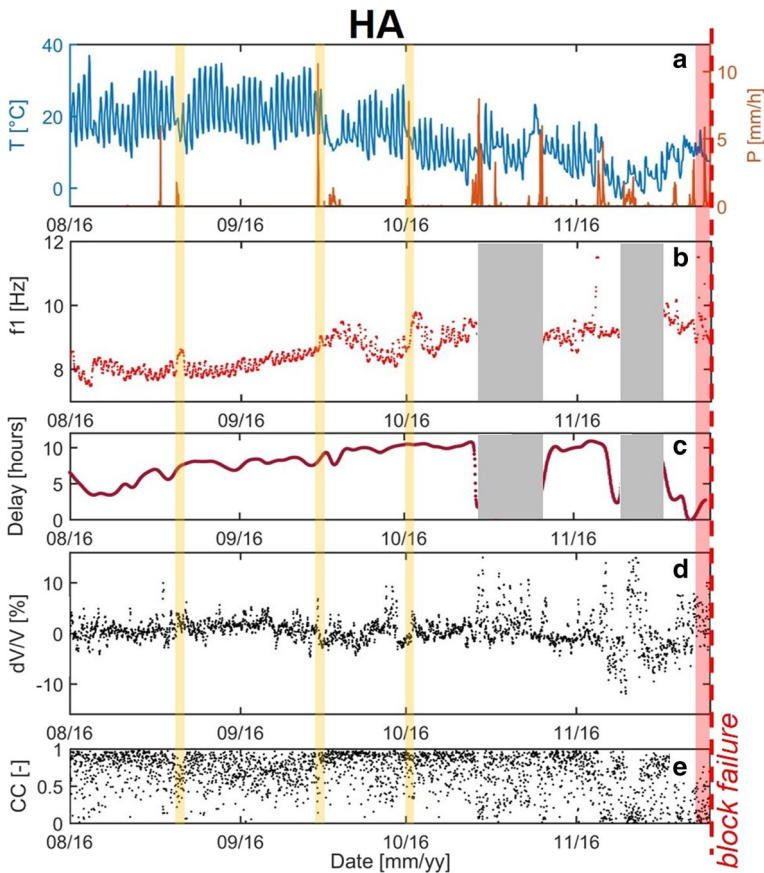 HA
a
T [°C]
40
20
0
P [mm/h]
10
5
0
08/16 09/16 10/16 11/16
b
f1 [Hz]
12
10
8
08/16 09/16 10/16 11/16
c
Delay [hours]
10
5
0
08/16 09/16 10/16 11/16
d
dV/V [%]
10
0
-10
08/16 09/16 10/16 11/16
e
CC [-]
1
0.5
0
08/16 09/16 10/16 11/16
Date [mm/yy]
block failure